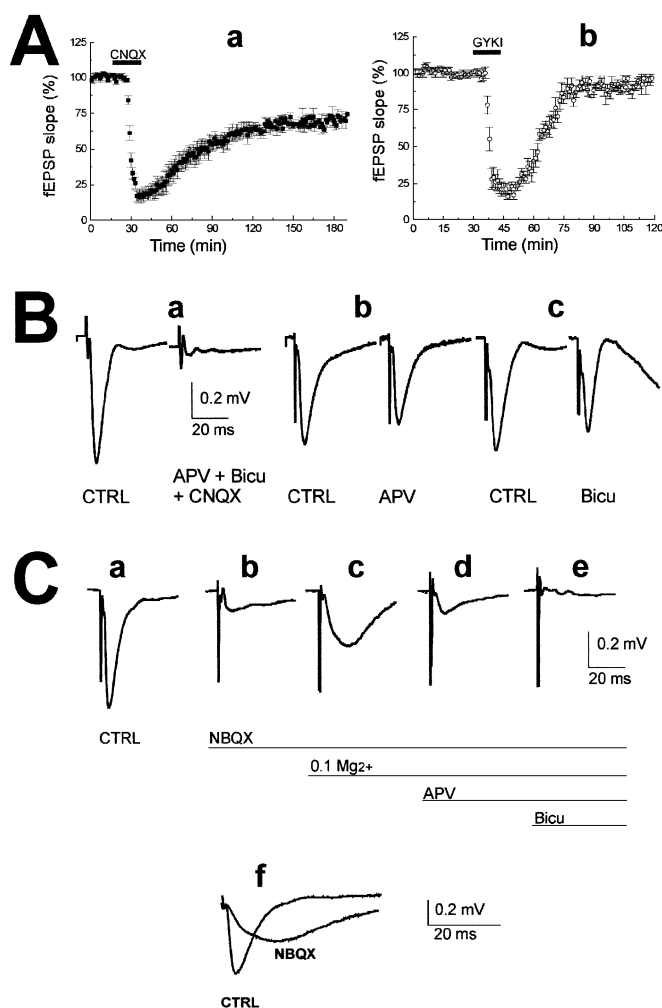 A
a
CNQX
fEPSP slope (%)
125
100
75
50
25
0
0 30 60 90 120 150 180
Time (min)
b
GYKI
fEPSP slope (%)
125
100
75
50
25
0
0 15 30 45 60 75 90 105 120
Time (min)
B
a b c
0.2 mV
20 ms
CTRL
APV + Bicu
+ CNQX
CTRL APV CTRL Bicu
C
a b c d e
0.2 mV
20 ms
CTRL NBQX
0.1 Mg2+
APV
Bicu
f
0.2 mV
20 ms
NBQX
CTRL